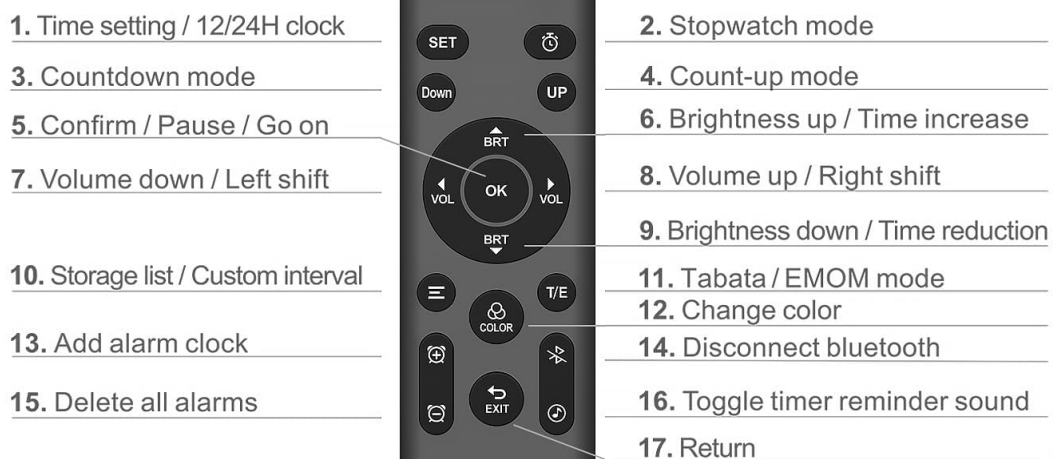 1. Time setting / 12/24H clock
2. Stopwatch mode
3. Countdown mode
4. Count-up mode
5. Confirm / Pause / Go on
6. Brightness up / Time increase
7. Volume down / Left shift
8. Volume up / Right shift
9. Brightness down / Time reduction
10. Storage list / Custom interval
11. Tabata / EMOM mode
12. Change color
13. Add alarm clock
14. Disconnect bluetooth
15. Delete all alarms
16. Toggle timer reminder sound
17. Return
SET
Down
UP
BRT
VOL
OK
VOL
BRT
T/E
COLOR
EXIT